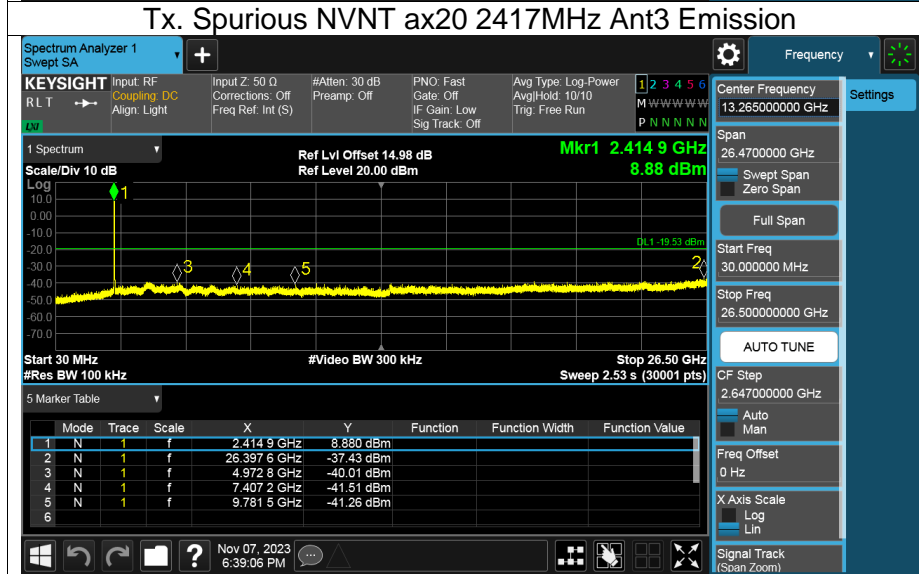 Tx. Spurious NVNT ax20 2417MHz Ant3 Emission
Spectrum Analyzer 1
Swept SA
+
Frequency
Settings
KEYSIGHT
RLT
LXI
Input: RF
Coupling: DC
Align: Light
Input Z: 50 Ω
Corrections: Off
Freq Ref: Int (S)
#Atten: 30 dB
Preamp: Off
PNO: Fast
Gate: Off
IF Gain: Low
Sig Track: Off
Avg Type: Log-Power
Avg|Hold: 10/10
Trig: Free Run
1 2 3 4 5 6
M W W W W W
P N N N N N
1 Spectrum
Scale/Div 10 dB
Ref Lvl Offset 14.98 dB
Ref Level 20.00 dBm
Mkr1 2.414 9 GHz
8.88 dBm
Log
10.0
0.00
-10.0
-20.0
-30.0
-40.0
-50.0
-60.0
-70.0
1
DL1 -19.53 dBm
3
4
5
2
Start 30 MHz
#Res BW 100 kHz
#Video BW 300 kHz
Stop 26.50 GHz
Sweep 2.53 s (30001 pts)
5 Marker Table
Mode Trace Scale X Y Function Function Width Function Value
1 N 1 f 2.414 9 GHz 8.880 dBm
2 N 1 f 26.397 6 GHz -37.43 dBm
3 N 1 f 4.972 8 GHz -40.01 dBm
4 N 1 f 7.407 2 GHz -41.51 dBm
5 N 1 f 9.781 5 GHz -41.26 dBm
6
?
Nov 07, 2023
6:39:06 PM
Center Frequency
13.265000000 GHz
Span
26.4700000 GHz
Swept Span
Zero Span
Full Span
Start Freq
30.000000 MHz
Stop Freq
26.500000000 GHz
AUTO TUNE
CF Step
2.647000000 GHz
Auto
Man
Freq Offset
0 Hz
X Axis Scale
Log
Lin
Signal Track
(Span Zoom)